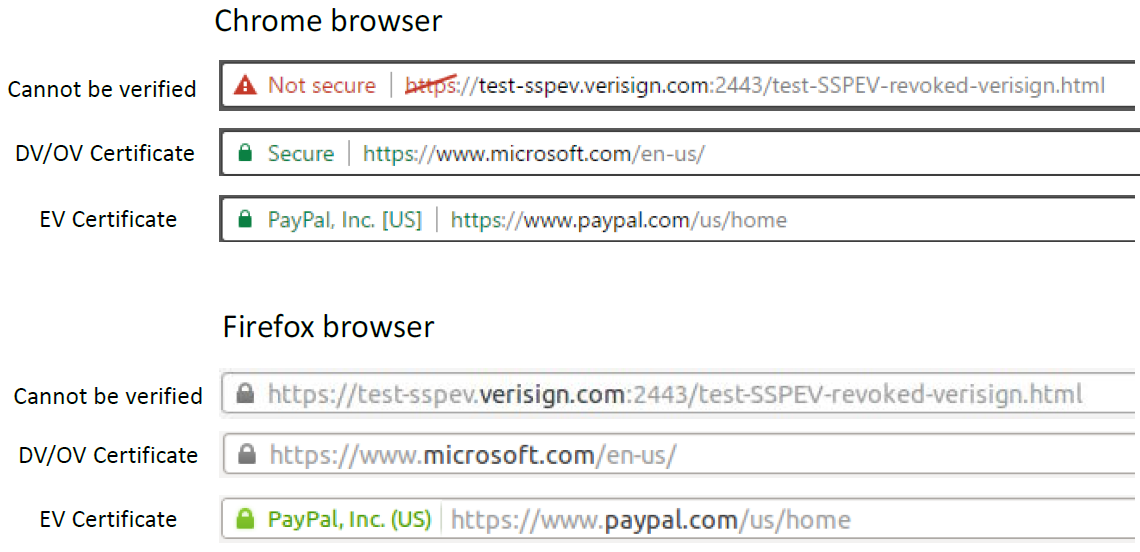 Chrome browser
Cannot be verified Not secure https://test-sspev.verisign.com:2443/test-SSPEV-revoked-verisign.html
DV/OV Certificate Secure https://www.microsoft.com/en-us/
EV Certificate PayPal, Inc. [US] https://www.paypal.com/us/home
Firefox browser
Cannot be verified https://test-sspev.verisign.com:2443/test-SSPEV-revoked-verisign.html
DV/OV Certificate https://www.microsoft.com/en-us/
EV Certificate PayPal, Inc. (US) https://www.paypal.com/us/home